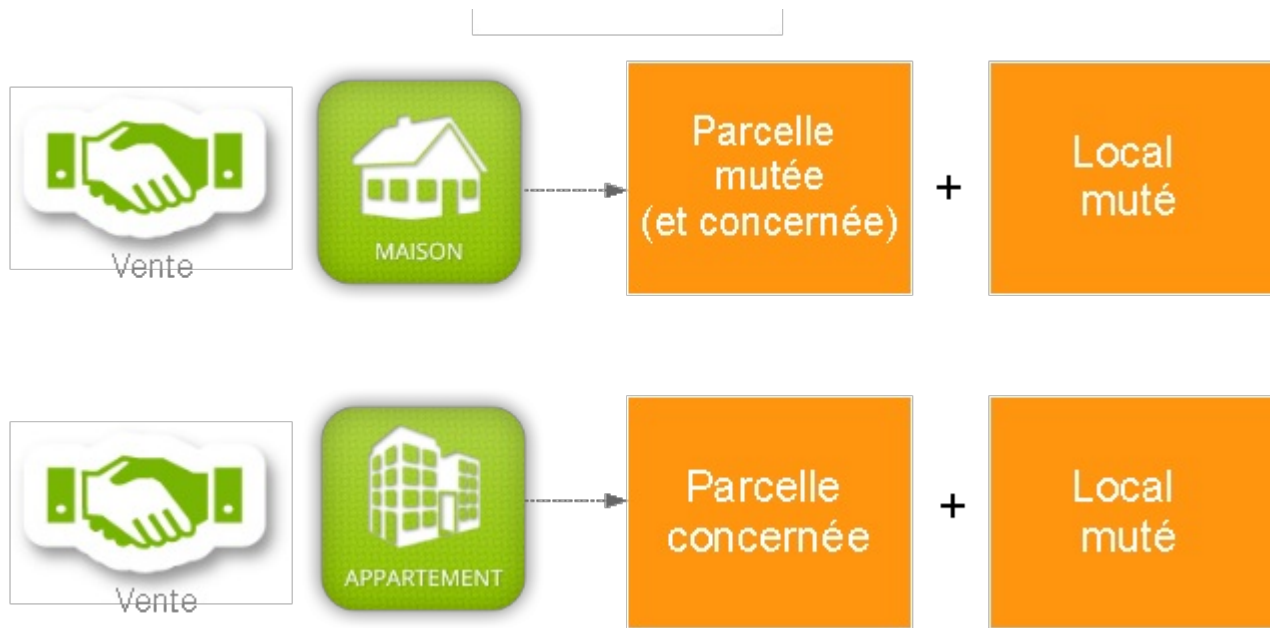 Vente
MAISON
Parcelle
mutée
(et concernée)
+
Local
muté
Vente
APPARTEMENT
Parcelle
concernée
+
Local
muté